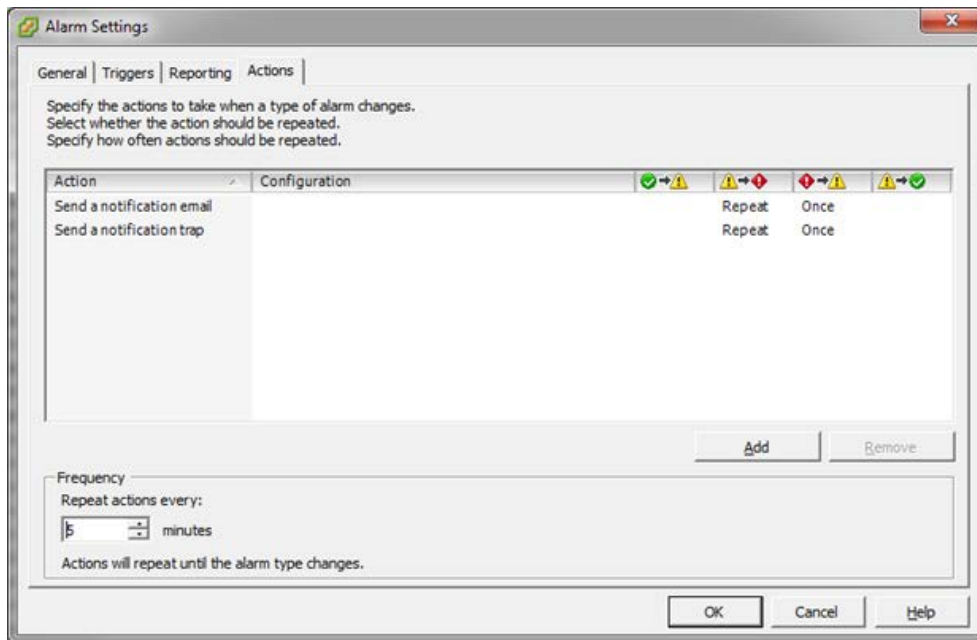 Alarm Settings
General Triggers Reporting Actions
Specify the actions to take when a type of alarm changes.
Select whether the action should be repeated.
Specify how often actions should be repeated.
Action Configuration
Send a notification email Repeat Once
Send a notification trap Repeat Once
Add Remove
Frequency
Repeat actions every:
5 minutes
Actions will repeat until the alarm type changes.
OK Cancel Help